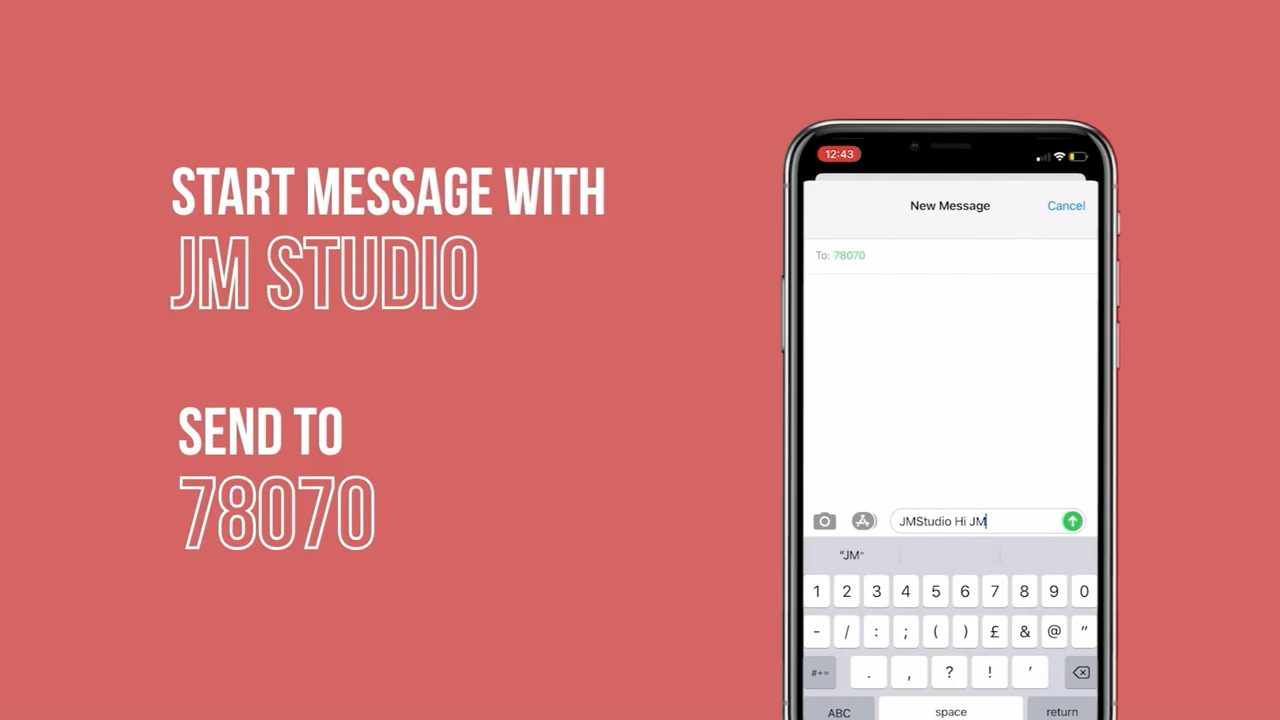 START MESSAGE WITH
JM STUDIO
SEND TO
78070
12:43
New Message
Cancel
To: 78070
JMStudio Hi JM
"JM"
1 2 3 4 5 6 7 8 9 0
- / : ; ( ) £ & @ "
#+= . , ? ! '
ABC space return